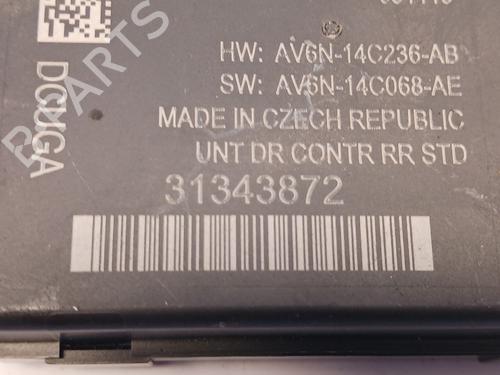 HW: AV6N-14C236-AB
SW: AV6N-14C068-AE
MADE IN CZECH REPUBLIC
UNT DR CONTR RR STD
31343872
DCUGA
B-PARTS